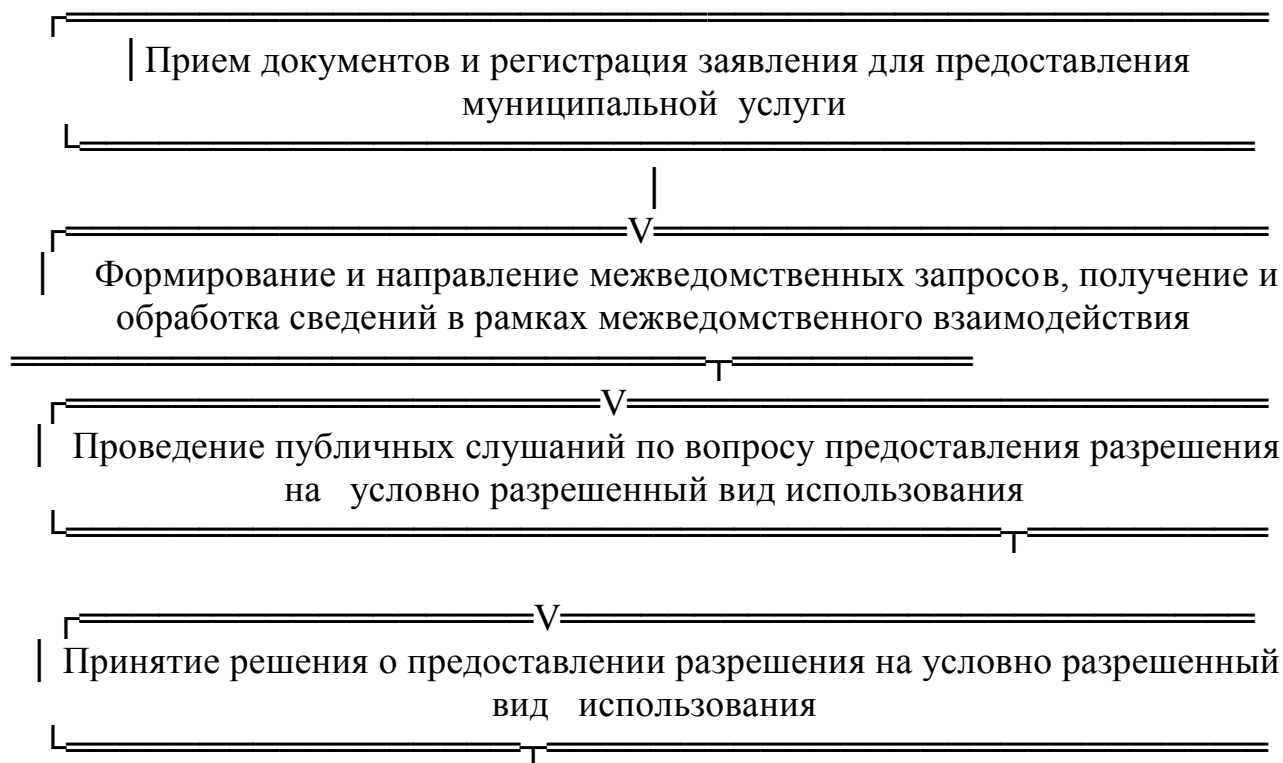 Прием документов и регистрация заявления для предоставления
муниципальной услуги
V
Формирование и направление межведомственных запросов, получение и
обработка сведений в рамках межведомственного взаимодействия
V
Проведение публичных слушаний по вопросу предоставления разрешения
на условно разрешенный вид использования
V
Принятие решения о предоставлении разрешения на условно разрешенный
вид использования